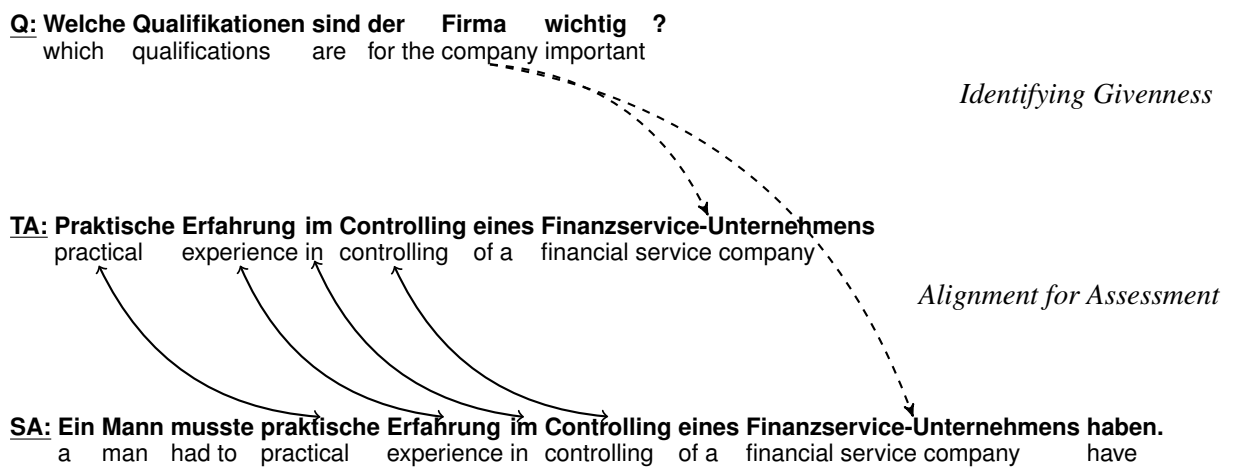 Q: Welche Qualifikationen sind der Firma wichtig ?
which qualifications are for the company important
Identifying Givenness
TA: Praktische Erfahrung im Controlling eines Finanzservice-Unternehmens
practical experience in controlling of a financial service company
Alignment for Assessment
SA: Ein Mann musste praktische Erfahrung im Controlling eines Finanzservice-Unternehmens haben.
a man had to practical experience in controlling of a financial service company have